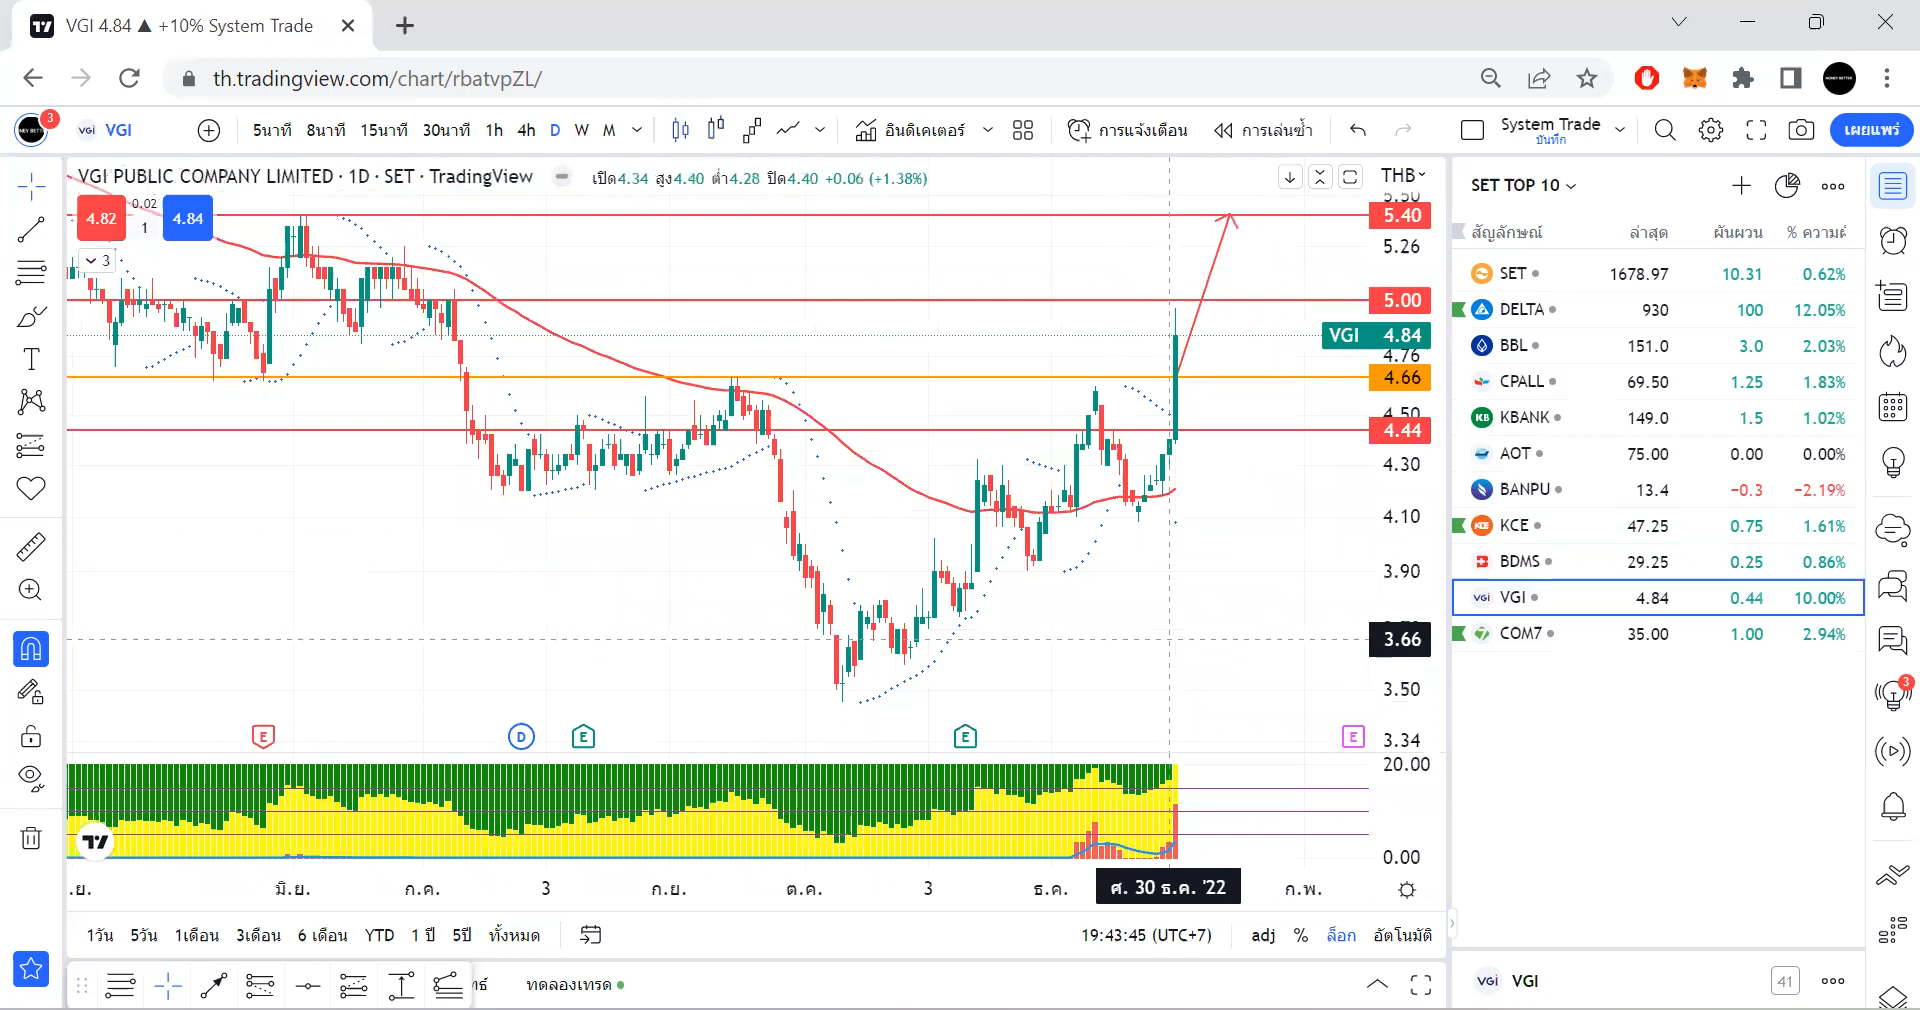 VGI 4.84 ▲ +10% System Trade
th.tradingview.com/chart/rbatvpZL/
3
VGI
VGI
5นาที 8นาที 15นาที 30นาที 1h 4h D W M
อินดิเคเตอร์
การแจ้งเตือน
การเล่นซ้ำ
System Trade
บันทึก
เผยแพร่
VGI PUBLIC COMPANY LIMITED · 1D · SET · TradingView
เปิด4.34 สูง4.40 ต่ำ4.28 ปิด4.40 +0.06 (+1.38%)
THB
4.82
0.02
1
4.84
3
5.50
5.40
5.26
5.00
VGI 4.84
4.76
4.66
4.50
4.44
4.30
4.10
3.90
3.66
3.50
3.34
E
D
E
E
E
20.00
0.00
.ย. มิ.ย. ก.ค. 3 ก.ย. ต.ค. 3 ธ.ค. ศ. 30 ธ.ค. '22 ก.พ.
1วัน 5วัน 1เดือน 3เดือน 6 เดือน YTD 1 ปี 5ปี ทั้งหมด
19:43:45 (UTC+7) adj % ล็อก อัตโนมัติ
ทธ์
ทดลองเทรด
SET TOP 10
สัญลักษณ์ ล่าสุด ผันผวน
SET 1678.97 10.31 0.62%
DELTA 930 100 12.05%
BBL 151.0 3.0 2.03%
CPALL 69.50 1.25 1.83%
KB KBANK 149.0 1.5 1.02%
AOT 75.00 0.00 0.00%
BANPU 13.4 −0.3 −2.19%
KCE KCE 47.25 0.75 1.61%
BDMS 29.25 0.25 0.86%
VGI VGI 4.84 0.44 10.00%
COM7 35.00 1.00 2.94%
3
VGI VGI
41